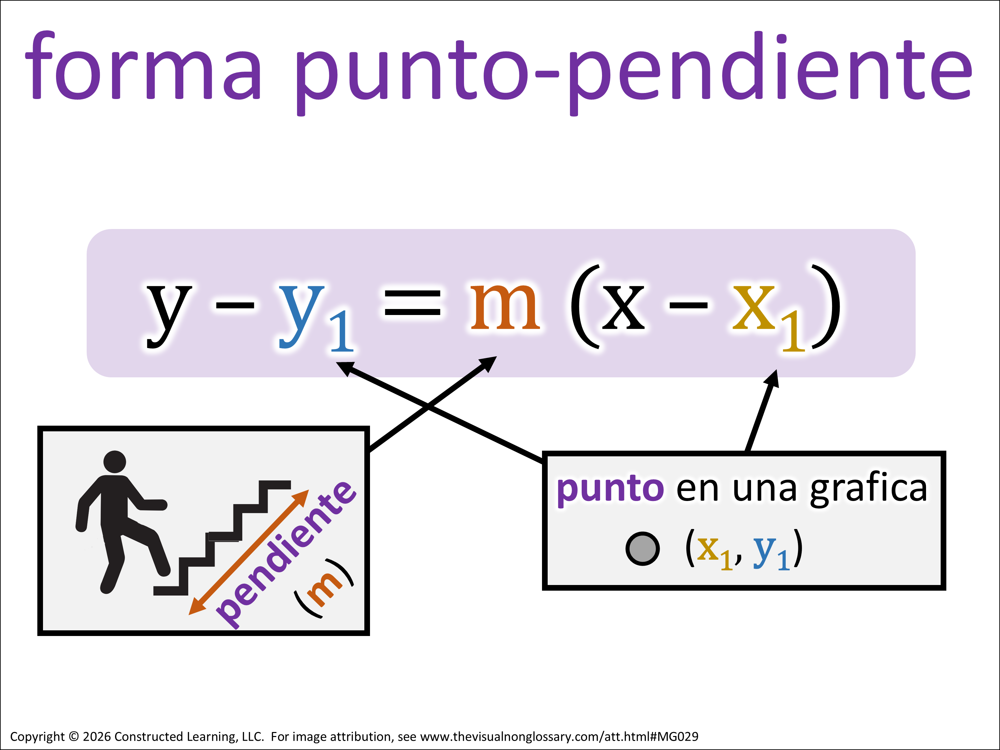 forma punto-pendiente
y – y₁ = m (x – x₁)
pendiente
(m)
punto en una grafica
(x₁, y₁)
Copyright © 2026 Constructed Learning, LLC.  For image attribution, see www.thevisualnonglossary.com/att.html#MG029